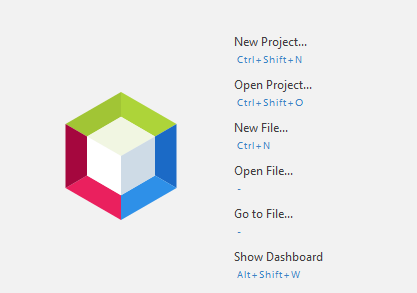 New Project...
Ctrl+Shift+N
Open Project...
Ctrl+Shift+O
New File...
Ctrl+N
Open File...
-
Go to File...
-
Show Dashboard
Alt+Shift+W